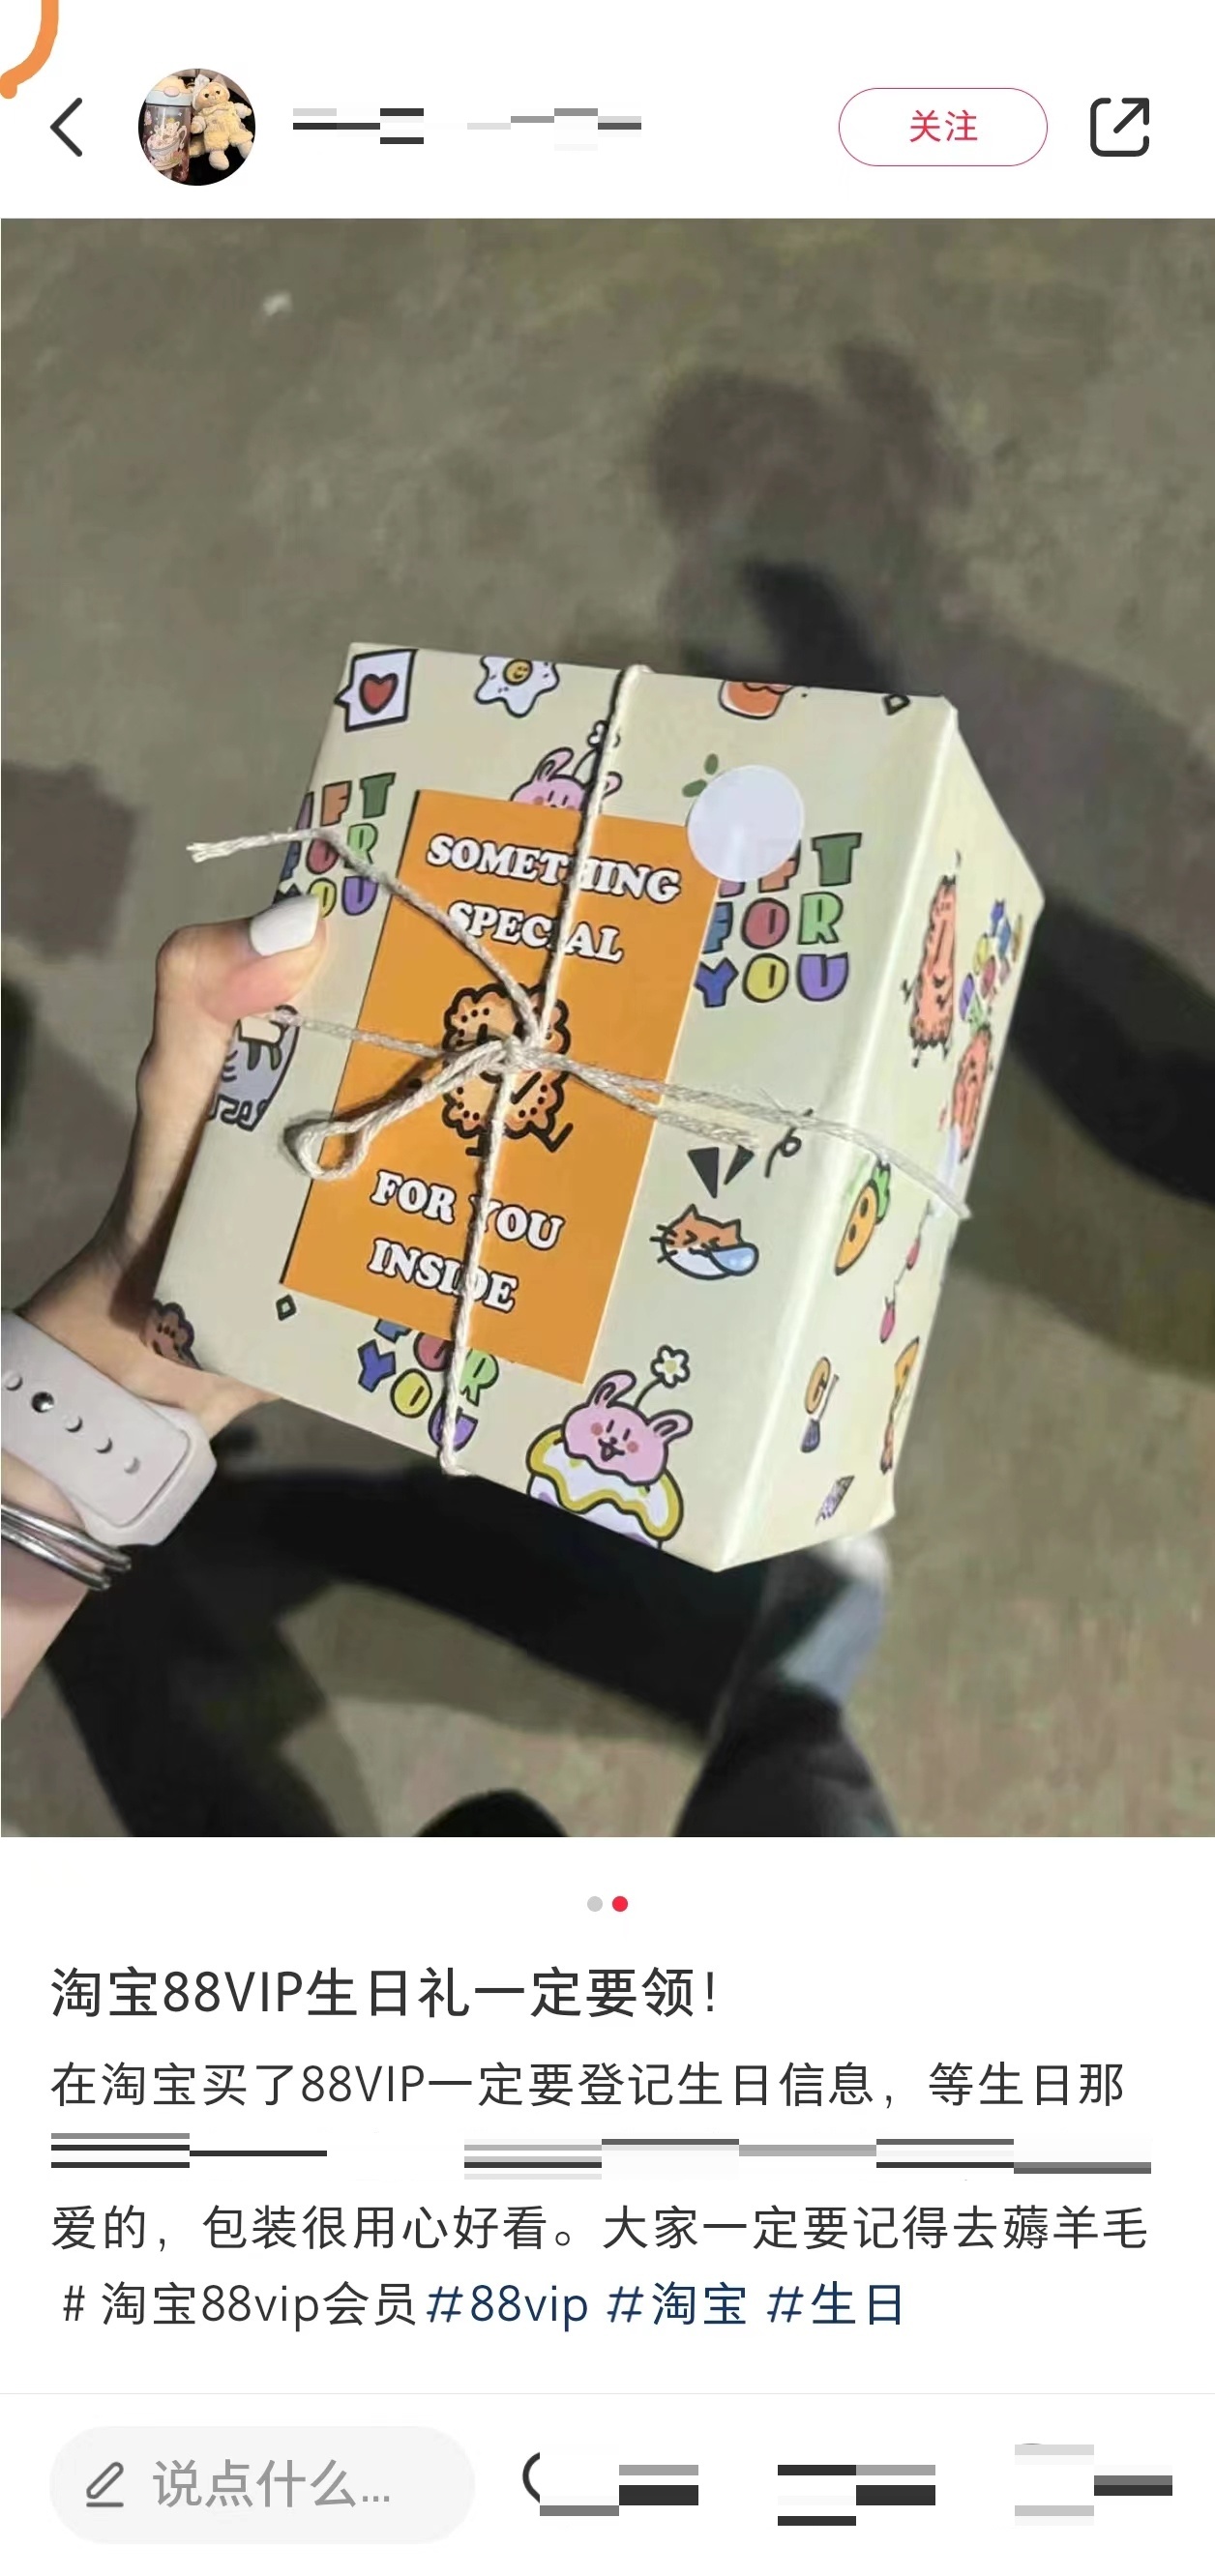 关注
IFT
OR
OU
SOMETHING
SPECIAL
IFT
FOR
YOU
FOR YOU
INSIDE
FOR
YOU
淘宝88VIP生日礼一定要领！
在淘宝买了88VIP一定要登记生日信息，等生日那
爱的，包装很用心好看。大家一定要记得去薅羊毛
# 淘宝88vip会员#88vip #淘宝 #生日
说点什么...